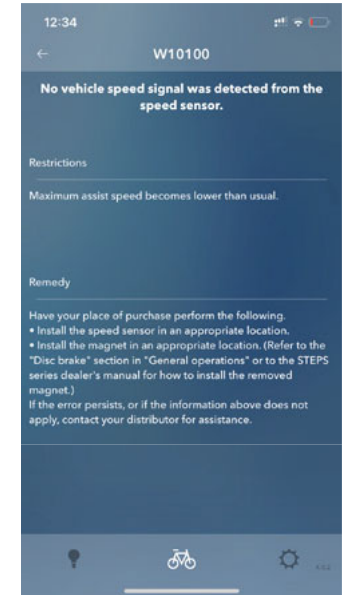 12:34
W10100
No vehicle speed signal was detected from the
speed sensor.
Restrictions
Maximum assist speed becomes lower than usual.
Remedy
Have your place of purchase perform the following.
• Install the speed sensor in an appropriate location.
• Install the magnet in an appropriate location. (Refer to the
"Disc brake" section in "General operations" or to the STEPS
series dealer's manual for how to install the removed
magnet.)
If the error persists, or if the information above does not
apply, contact your distributor for assistance.